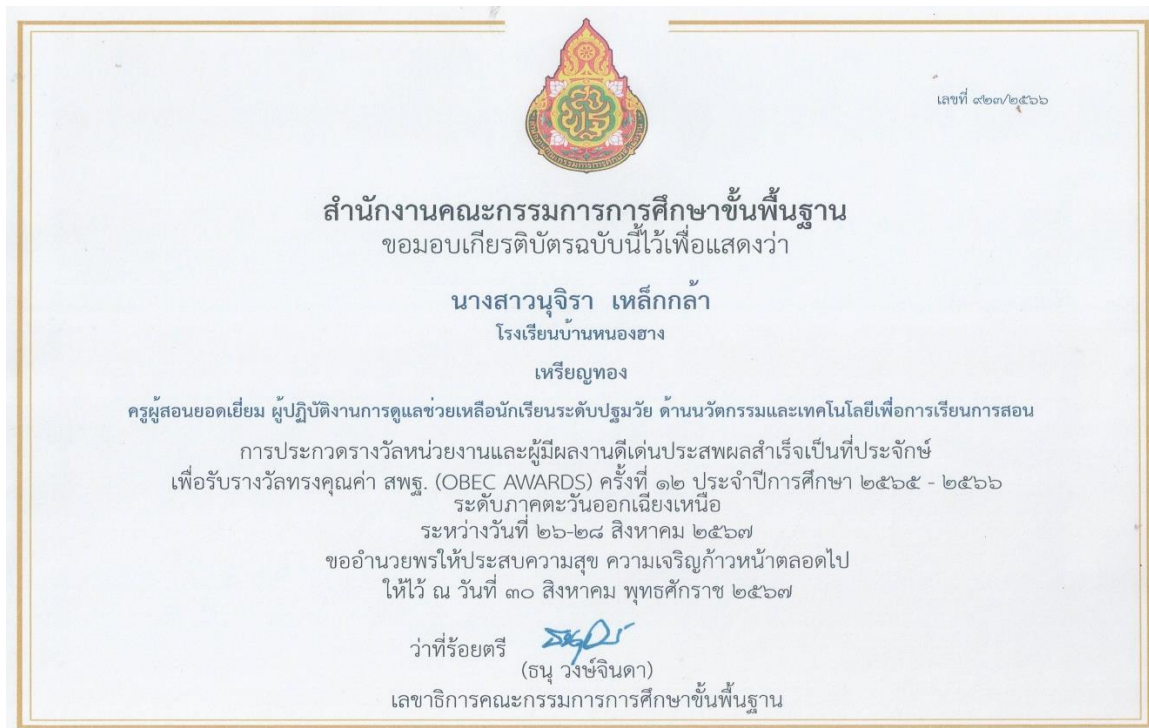 เลขที่ ๙๒๓/๒๕๖๖
สำนักงานคณะกรรมการการศึกษาขั้นพื้นฐาน
ขอมอบเกียรติบัตรฉบับนี้ไว้เพื่อแสดงว่า
นางสาวนุจิรา เหล็กกล้า
โรงเรียนบ้านหนองฮาง
เหรียญทอง
ครูผู้สอนยอดเยี่ยม ผู้ปฏิบัติงานการดูแลช่วยเหลือนักเรียนระดับปฐมวัย ด้านนวัตกรรมและเทคโนโลยีเพื่อการเรียนการสอน
การประกวดรางวัลหน่วยงานและผู้มีผลงานดีเด่นประสพผลสำเร็จเป็นที่ประจักษ์
เพื่อรับรางวัลทรงคุณค่า สพฐ. (OBEC AWARDS) ครั้งที่ ๑๒ ประจำปีการศึกษา ๒๕๖๕ - ๒๕๖๖
ระดับภาคตะวันออกเฉียงเหนือ
ระหว่างวันที่ ๒๖-๒๘ สิงหาคม ๒๕๖๗
ขออำนวยพรให้ประสบความสุข ความเจริญก้าวหน้าตลอดไป
ให้ไว้ ณ วันที่ ๓๐ สิงหาคม พุทธศักราช ๒๕๖๗
ว่าที่ร้อยตรี
(ธนุ วงษ์จินดา)
เลขาธิการคณะกรรมการการศึกษาขั้นพื้นฐาน